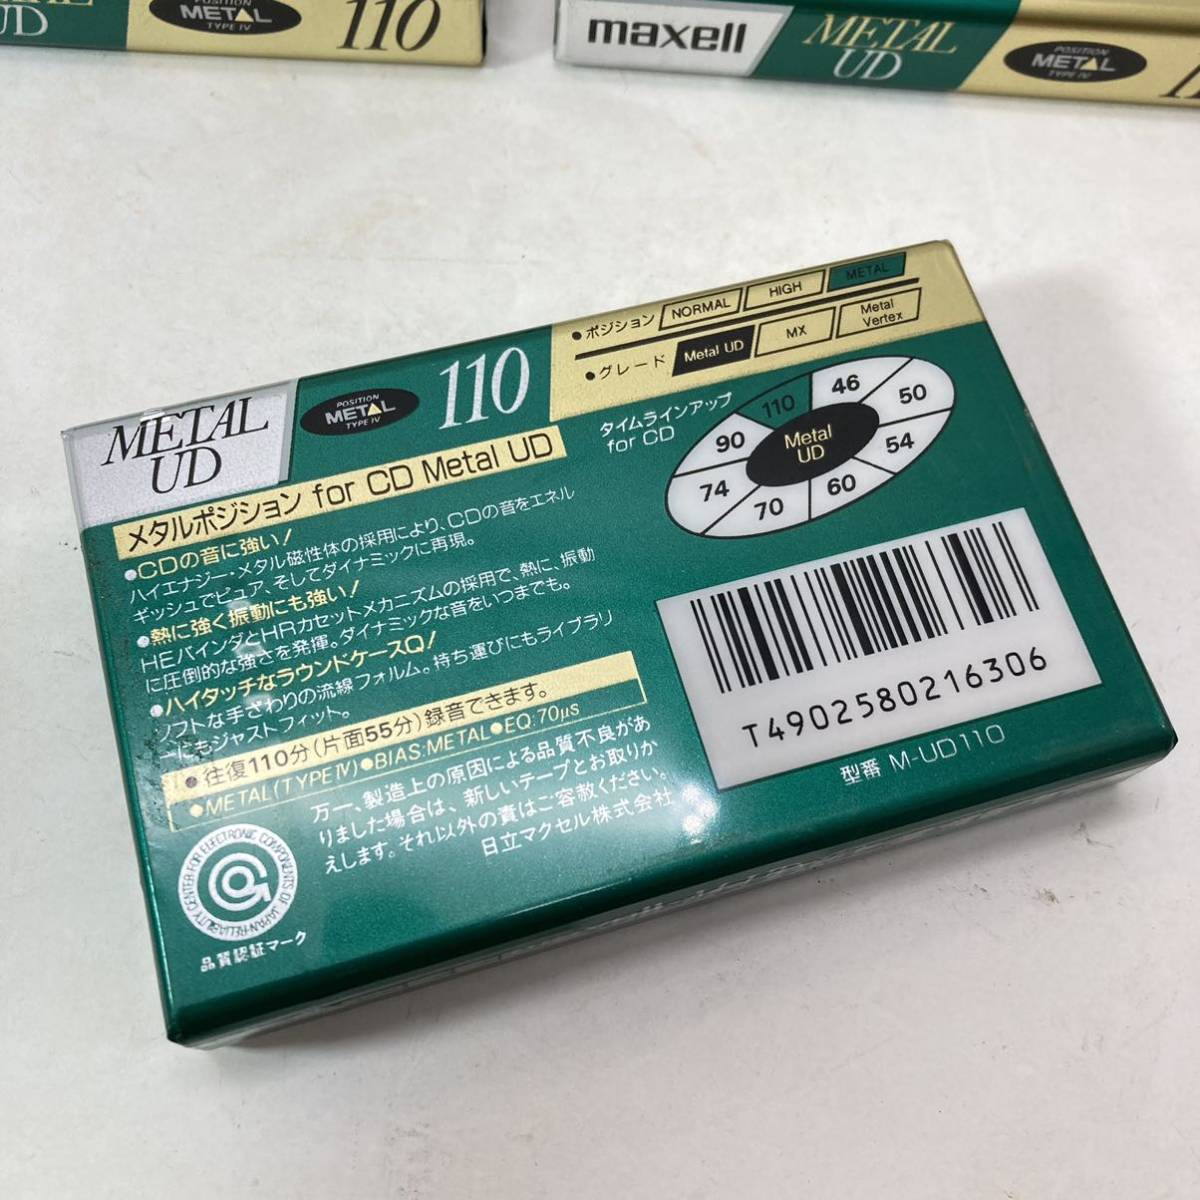 UD
POSITION
METAL
TYPE IV
110
maxell
METAL
UD
POSITION
METAL
TYPE IV
METAL
UD
POSITION
METAL
TYPE IV
110
●ポジション NORMAL HIGH METAL
●グレード Metal UD MX Metal Vertex
タイムラインアップ
for CD
Metal
UD
46
50
54
60
70
74
90
110
メタルポジション for CD Metal UD
●CDの音に強い!
ハイエナジー・メタル磁性体の採用により、CDの音をエネル
ギッシュでピュア、そしてダイナミックに再現。
●熱に強く振動にも強い!
HEバインダとHRカセットメカニズムの採用で、熱に、振動
に圧倒的な強さを発揮。ダイナミックな音をいつまでも。
●ハイタッチなラウンドケースQ!
ソフトな手ざわりの流線フォルム。持ち運びにもライブラリ
ーにもジャストフィット。
●往復110分(片面55分)録音できます。
●METAL(TYPE IV)●BIAS:METAL●EQ:70μs
万一、製造上の原因による品質不良があ
りました場合は、新しいテープとお取りか
えします。それ以外の責はご容赦ください。
日立マクセル株式会社
RELIABILITY CENTER FOR ELECTRONIC COMPONENTS OF JAPAN
品質認証マーク
T4902580216306
型番 M-UD110